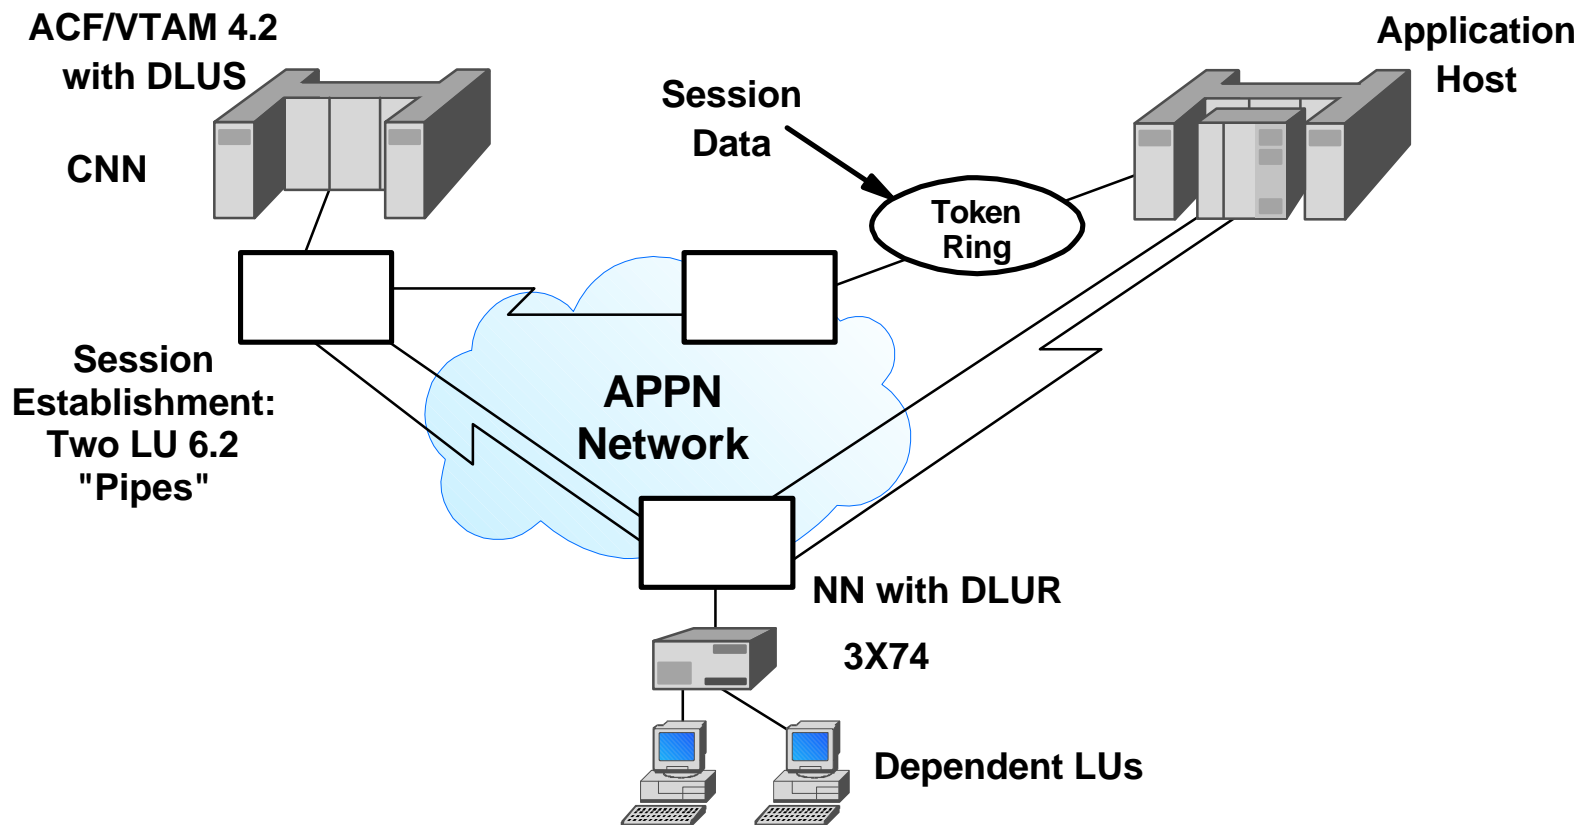 ACF/VTAM 4.2
with DLUS
CNN
Session
Data
Application
Host
Token
Ring
Session
Establishment:
Two LU 6.2
"Pipes"
APPN
Network
NN with DLUR
3X74
Dependent LUs